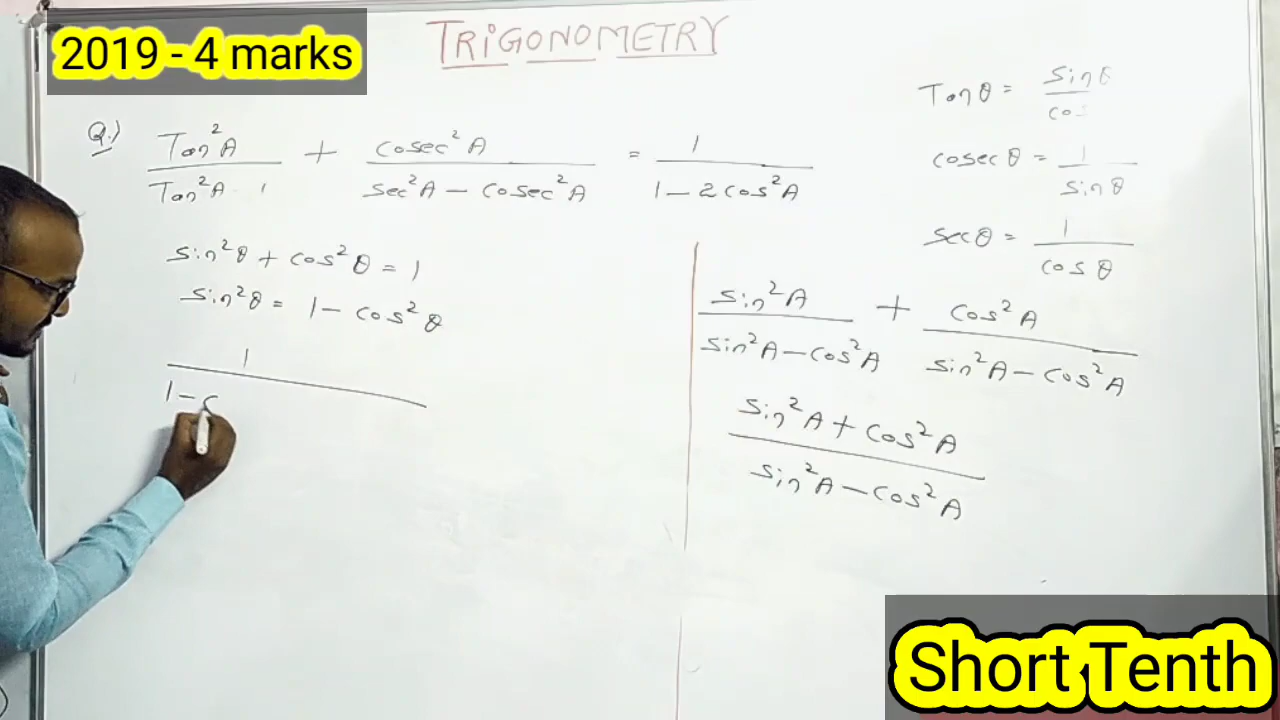 2019 - 4 marks
TRIGONOMETRY
Q.) Tan²A / Tan²A 1 + cosec²A / sec²A - cosec²A = 1 / 1 - 2cos²A
sin²θ + cos²θ = 1
sin²θ = 1 - cos²θ
1 / 1 - c
Tanθ = sinθ / cos
cosecθ = 1 / sinθ
secθ = 1 / cosθ
sin²A / sin²A - cos²A + cos²A / sin²A - cos²A
sin²A + cos²A / sin²A - cos²A
Short Tenth